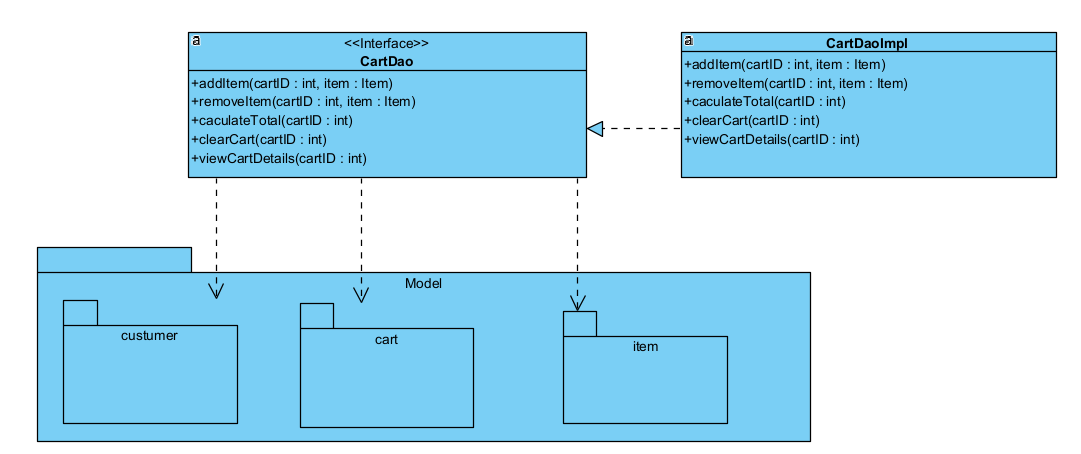 a
<<Interface>>
CartDao
+addItem(cartID : int, item : Item)
+removeItem(cartID : int, item : Item)
+caculateTotal(cartID : int)
+clearCart(cartID : int)
+viewCartDetails(cartID : int)
a
CartDaoImpl
+addItem(cartID : int, item : Item)
+removeItem(cartID : int, item : Item)
+caculateTotal(cartID : int)
+clearCart(cartID : int)
+viewCartDetails(cartID : int)
Model
custumer
cart
item